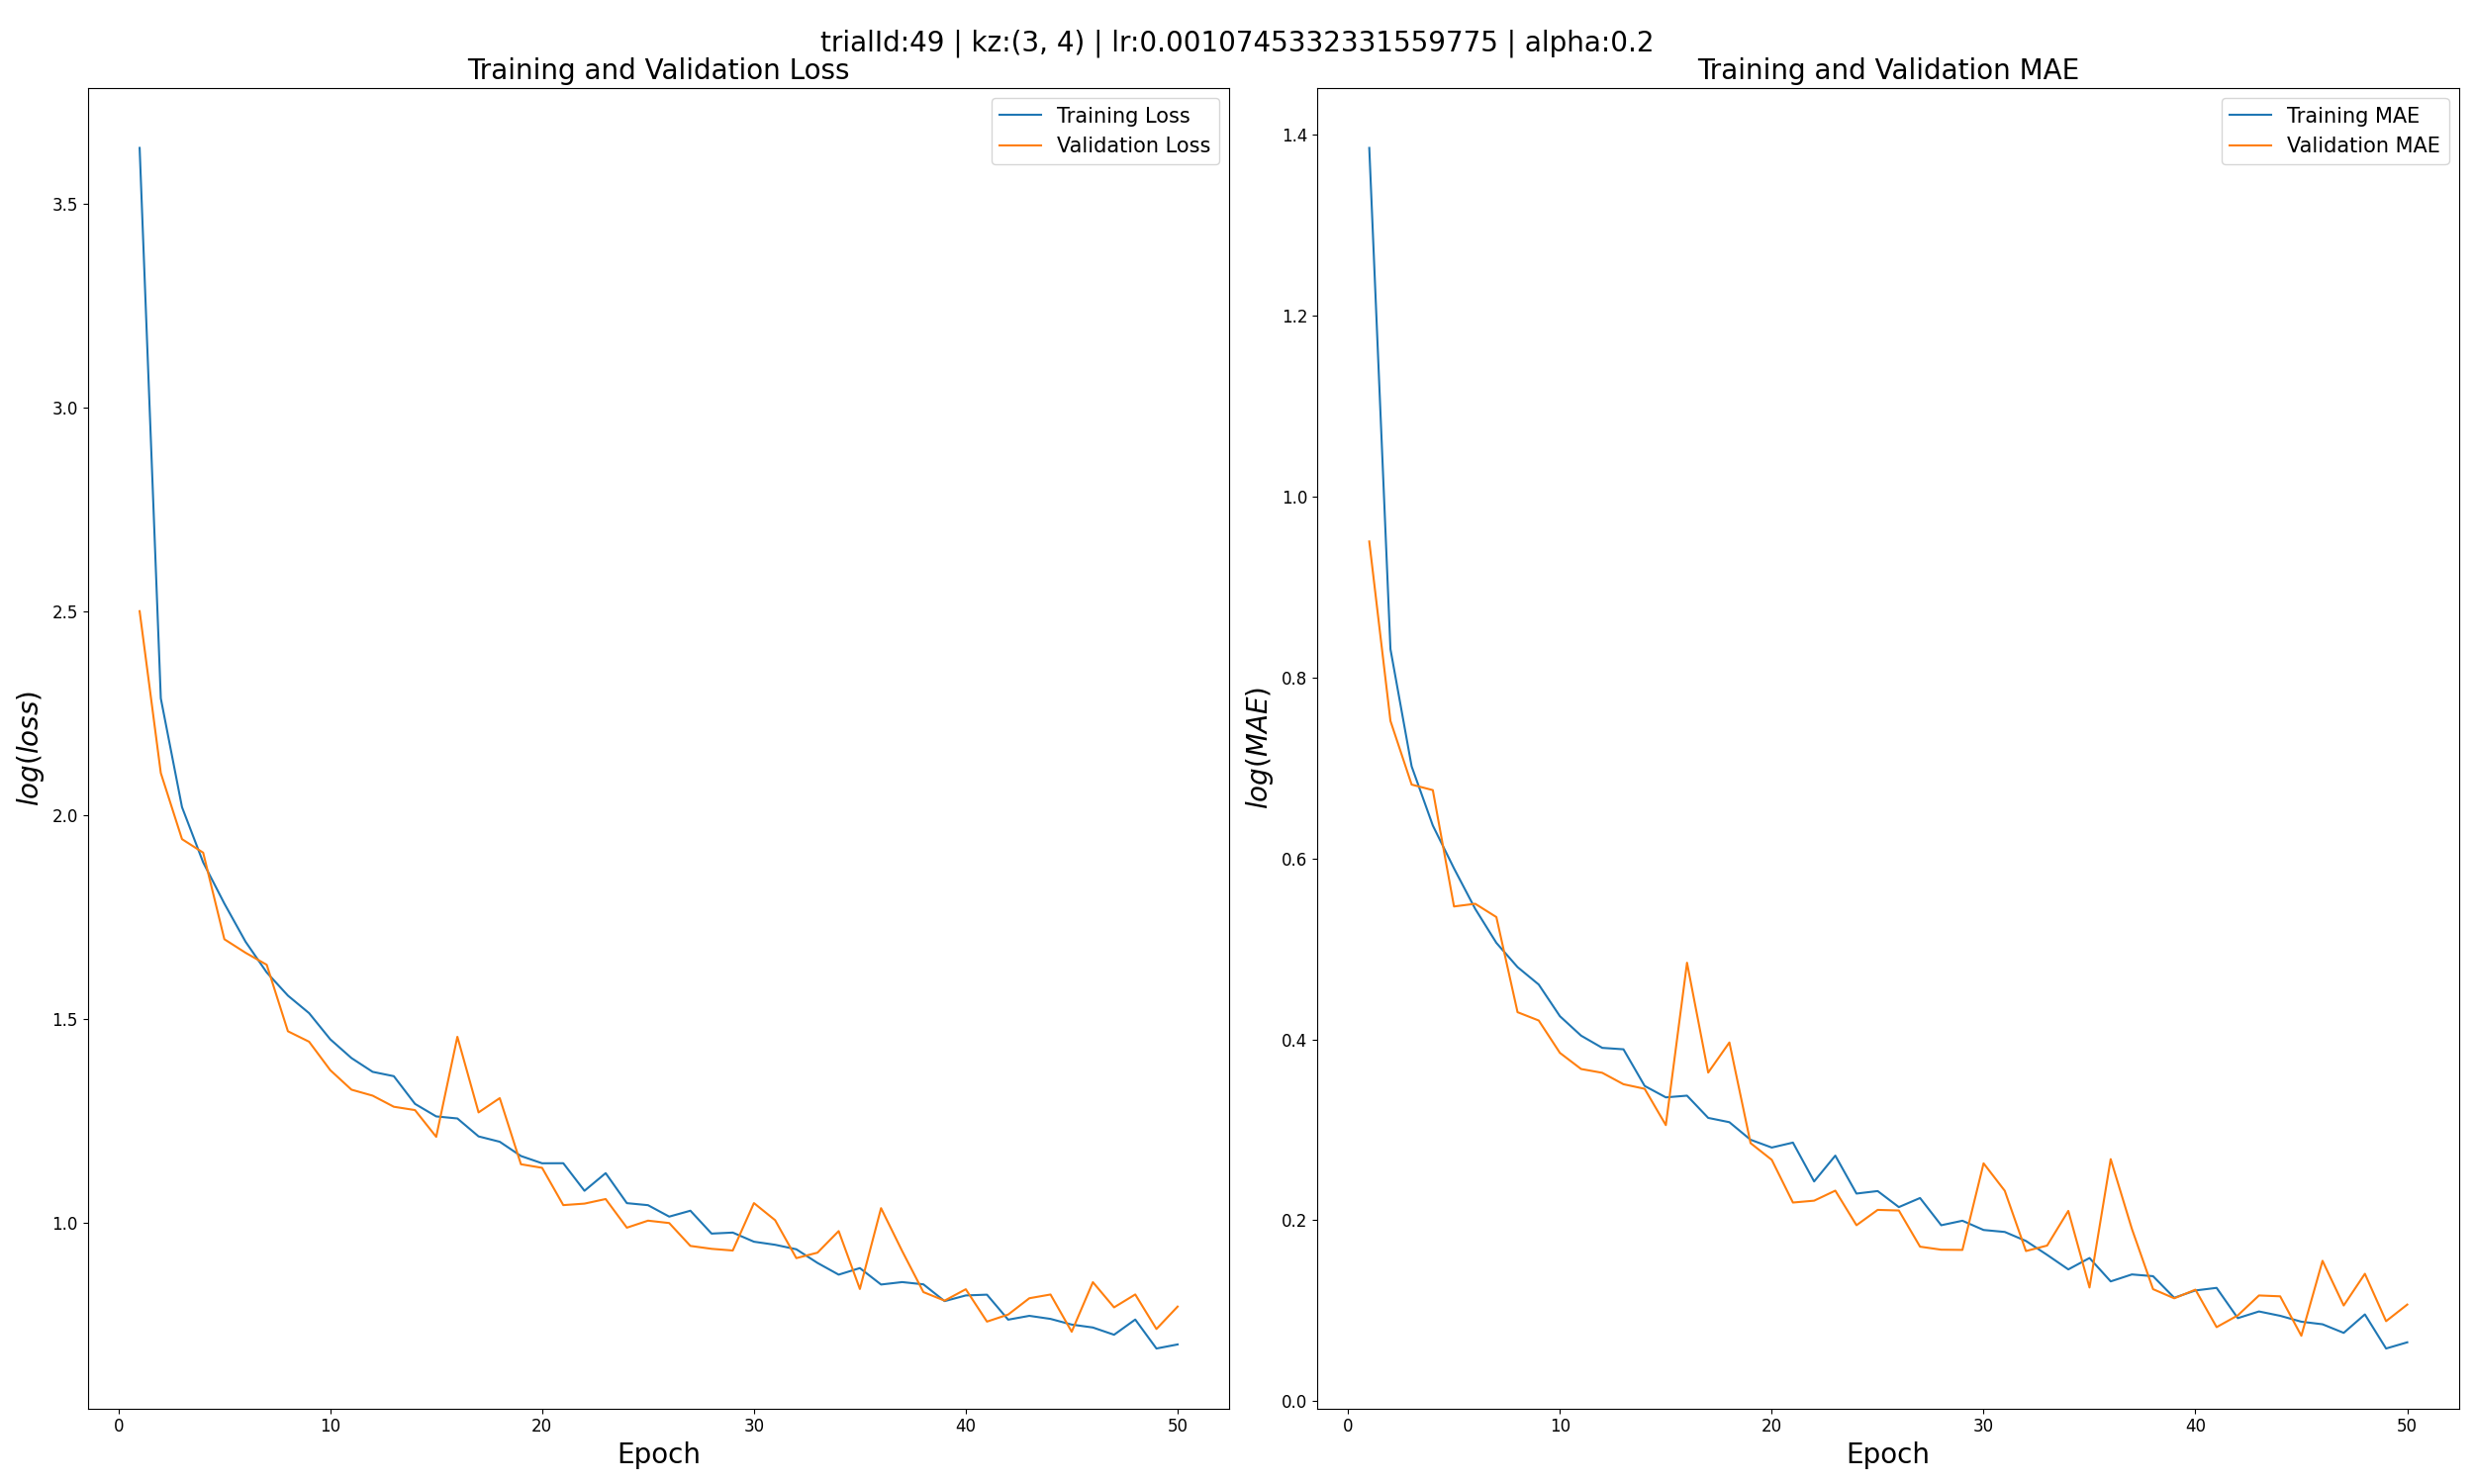 trialId:49 | kz:(3, 4) | lr:0.0010745332331559775 | alpha:0.2
Training and Validation Loss
Training Loss
Validation Loss
3.5
3.0
2.5
2.0
1.5
1.0
log(loss)
0 10 20 30 40 50
Epoch
Training and Validation MAE
Training MAE
Validation MAE
1.4
1.2
1.0
0.8
0.6
0.4
0.2
0.0
log(MAE)
0 10 20 30 40 50
Epoch